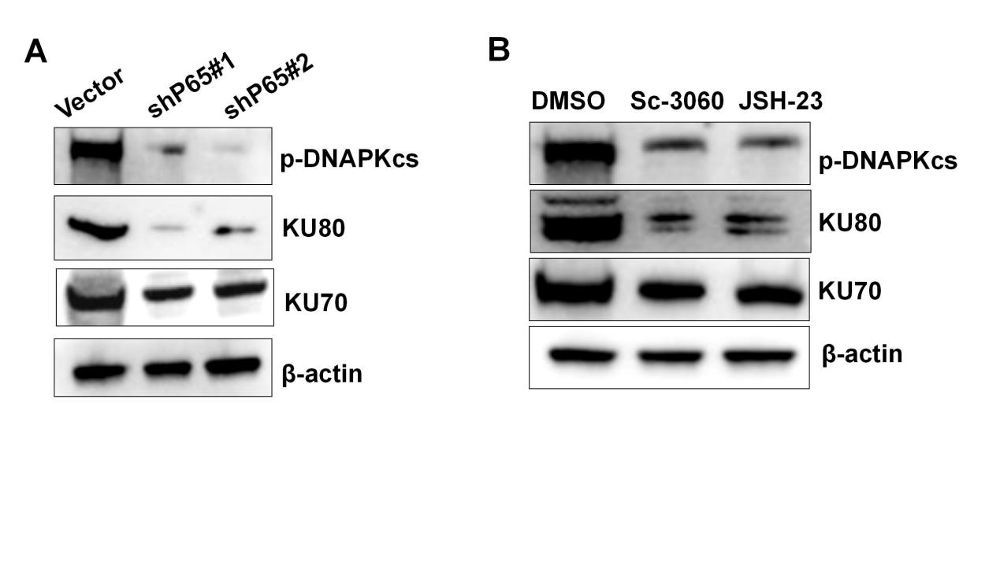 A
Vector shP65#1 shP65#2
p-DNAPKcs
KU80
KU70
β-actin
B
DMSO Sc-3060 JSH-23
p-DNAPKcs
KU80
KU70
β-actin